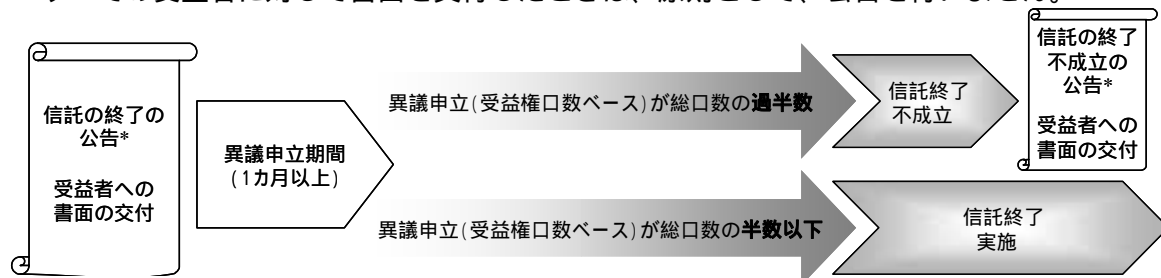 信託の終了の
公告*
受益者への
書面の交付
異議申立期間
(1カ月以上)
異議申立(受益権口数ベース)が総口数の過半数
信託終了
不成立
信託の終了
不成立の
公告*
受益者への
書面の交付
異議申立(受益権口数ベース)が総口数の半数以下
信託終了
実施